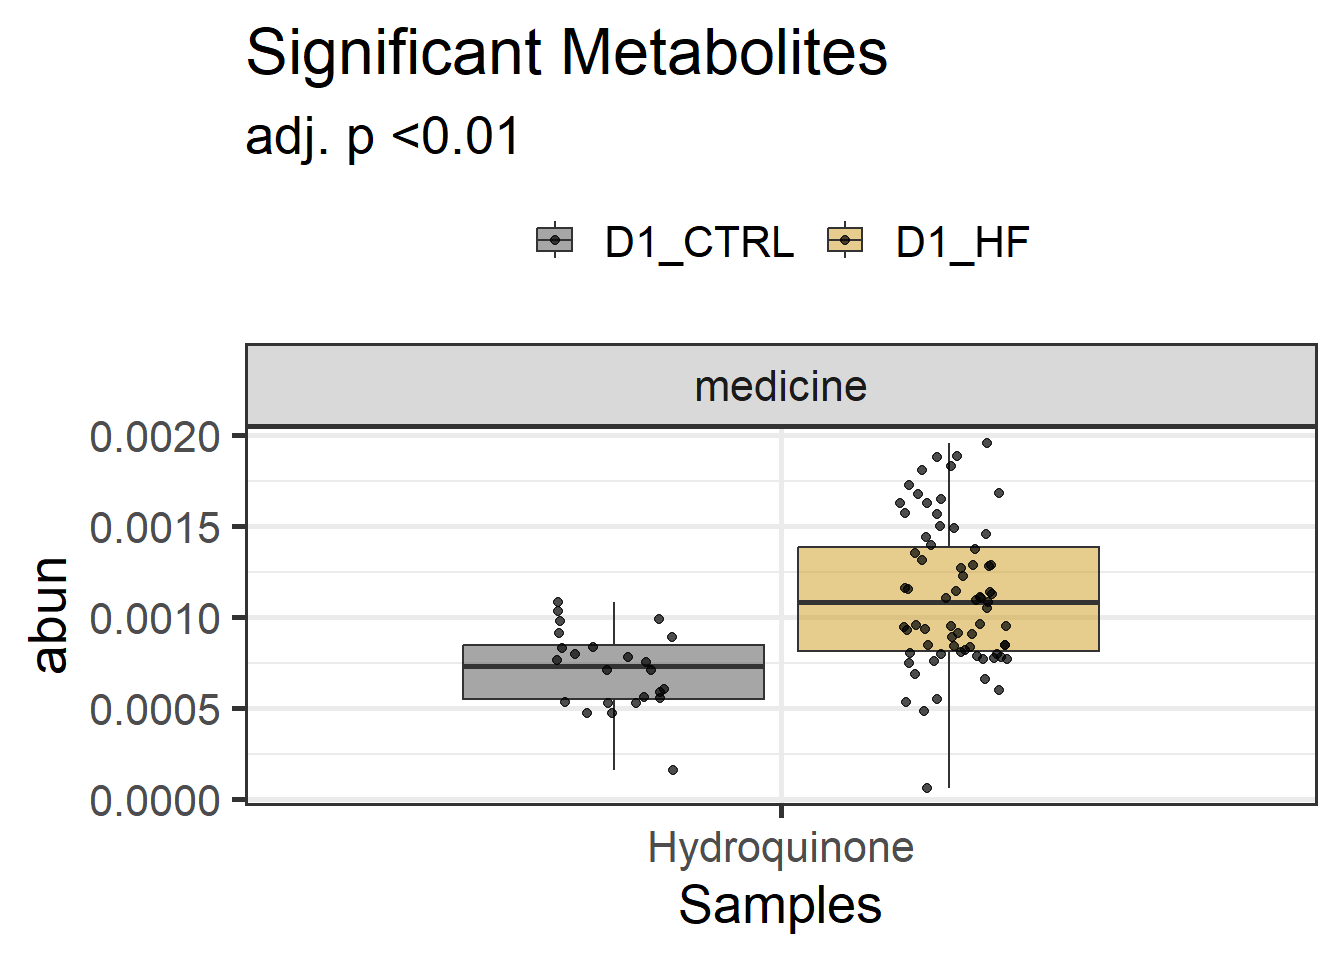 Significant Metabolites
adj. p <0.01
D1_CTRL D1_HF
medicine
0.0020
0.0015
0.0010
0.0005
0.0000
abun
Hydroquinone
Samples